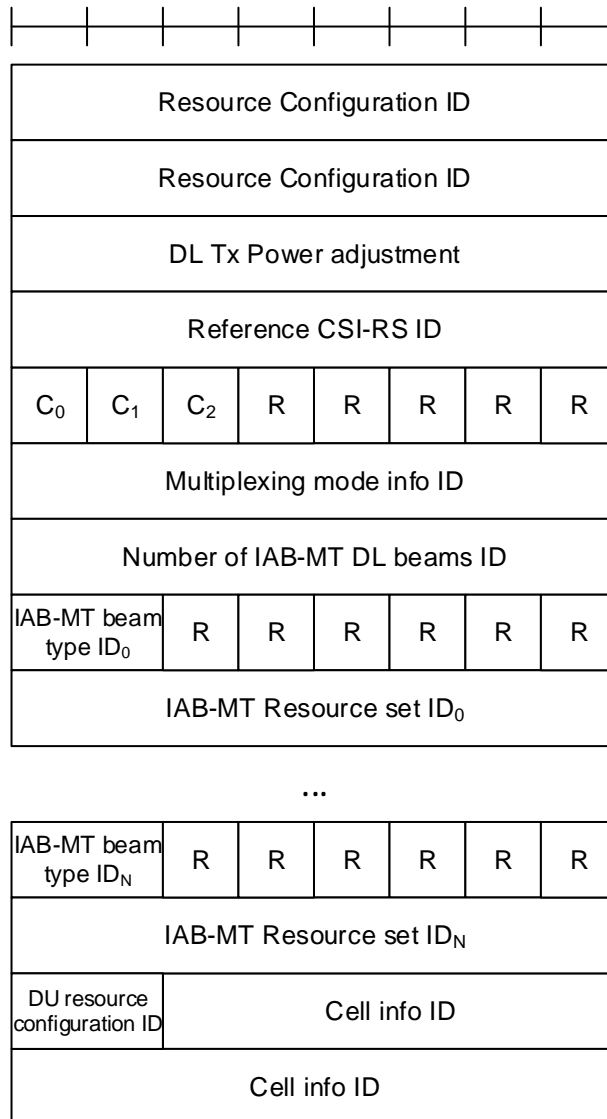 Resource Configuration ID
Resource Configuration ID
DL Tx Power adjustment
Reference CSI-RS ID
C₀ C₁ C₂ R R R R R
Multiplexing mode info ID
Number of IAB-MT DL beams ID
IAB-MT beam
type ID₀ R R R R R R
IAB-MT Resource set ID₀
...
IAB-MT beam
type IDN R R R R R R
IAB-MT Resource set IDN
DU resource
configuration ID Cell info ID
Cell info ID